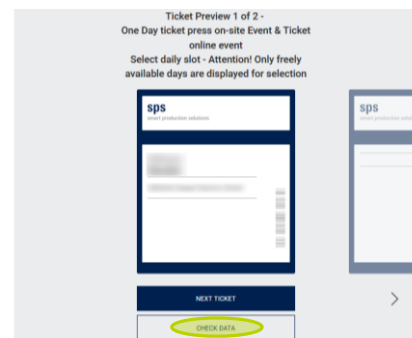 Ticket Preview 1 of 2 -
One Day ticket press on-site Event & Ticket
online event
Select daily slot - Attention! Only freely
available days are displayed for selection
sps
smart production solutions
sps
NEXT TICKET
CHECK DATA